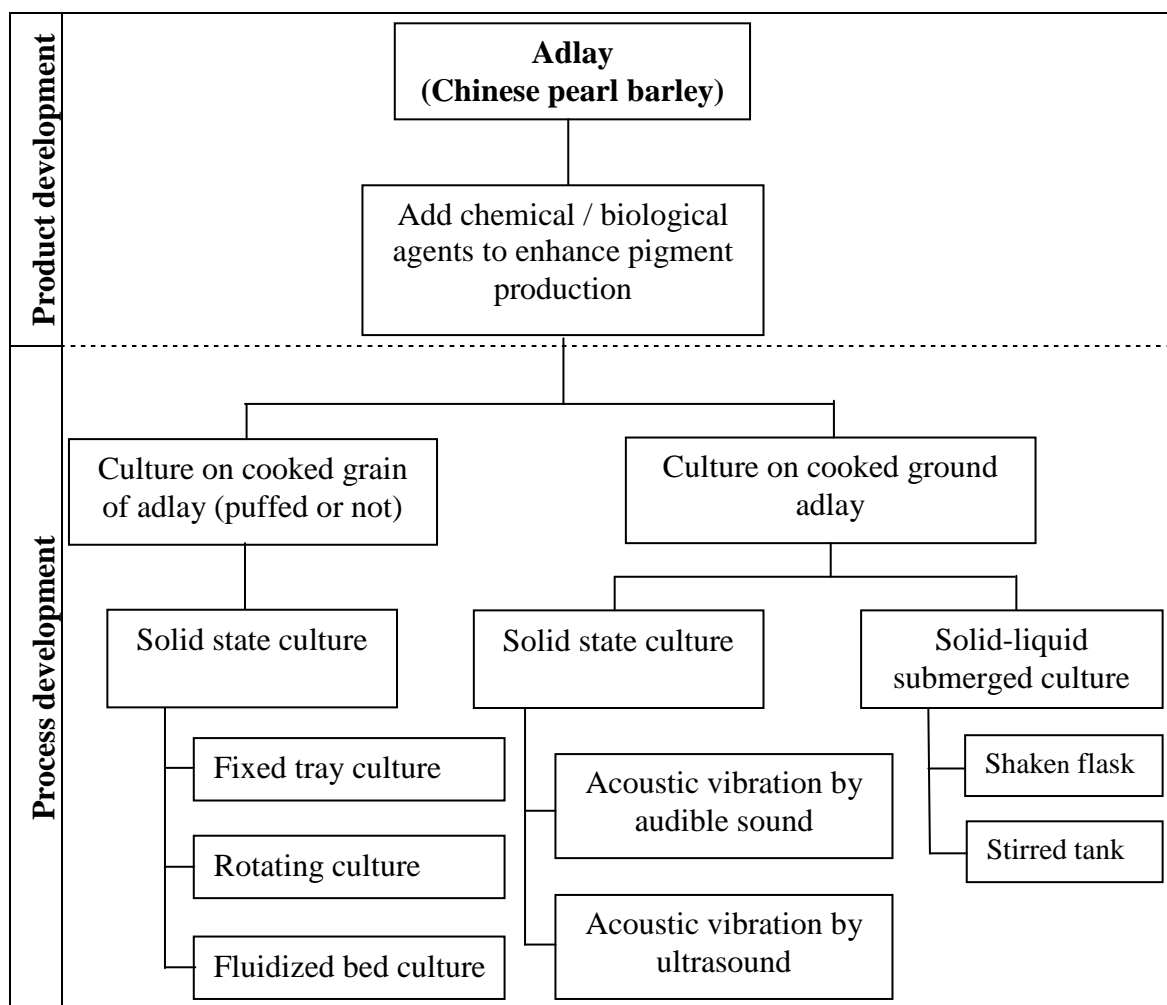 Product development
Adlay
(Chinese pearl barley)
Add chemical / biological
agents to enhance pigment
production
Process development
Culture on cooked grain
of adlay (puffed or not)
Culture on cooked ground
adlay
Solid state culture
Solid state culture
Solid-liquid
submerged culture
Fixed tray culture
Rotating culture
Fluidized bed culture
Acoustic vibration by
audible sound
Acoustic vibration by
ultrasound
Shaken flask
Stirred tank